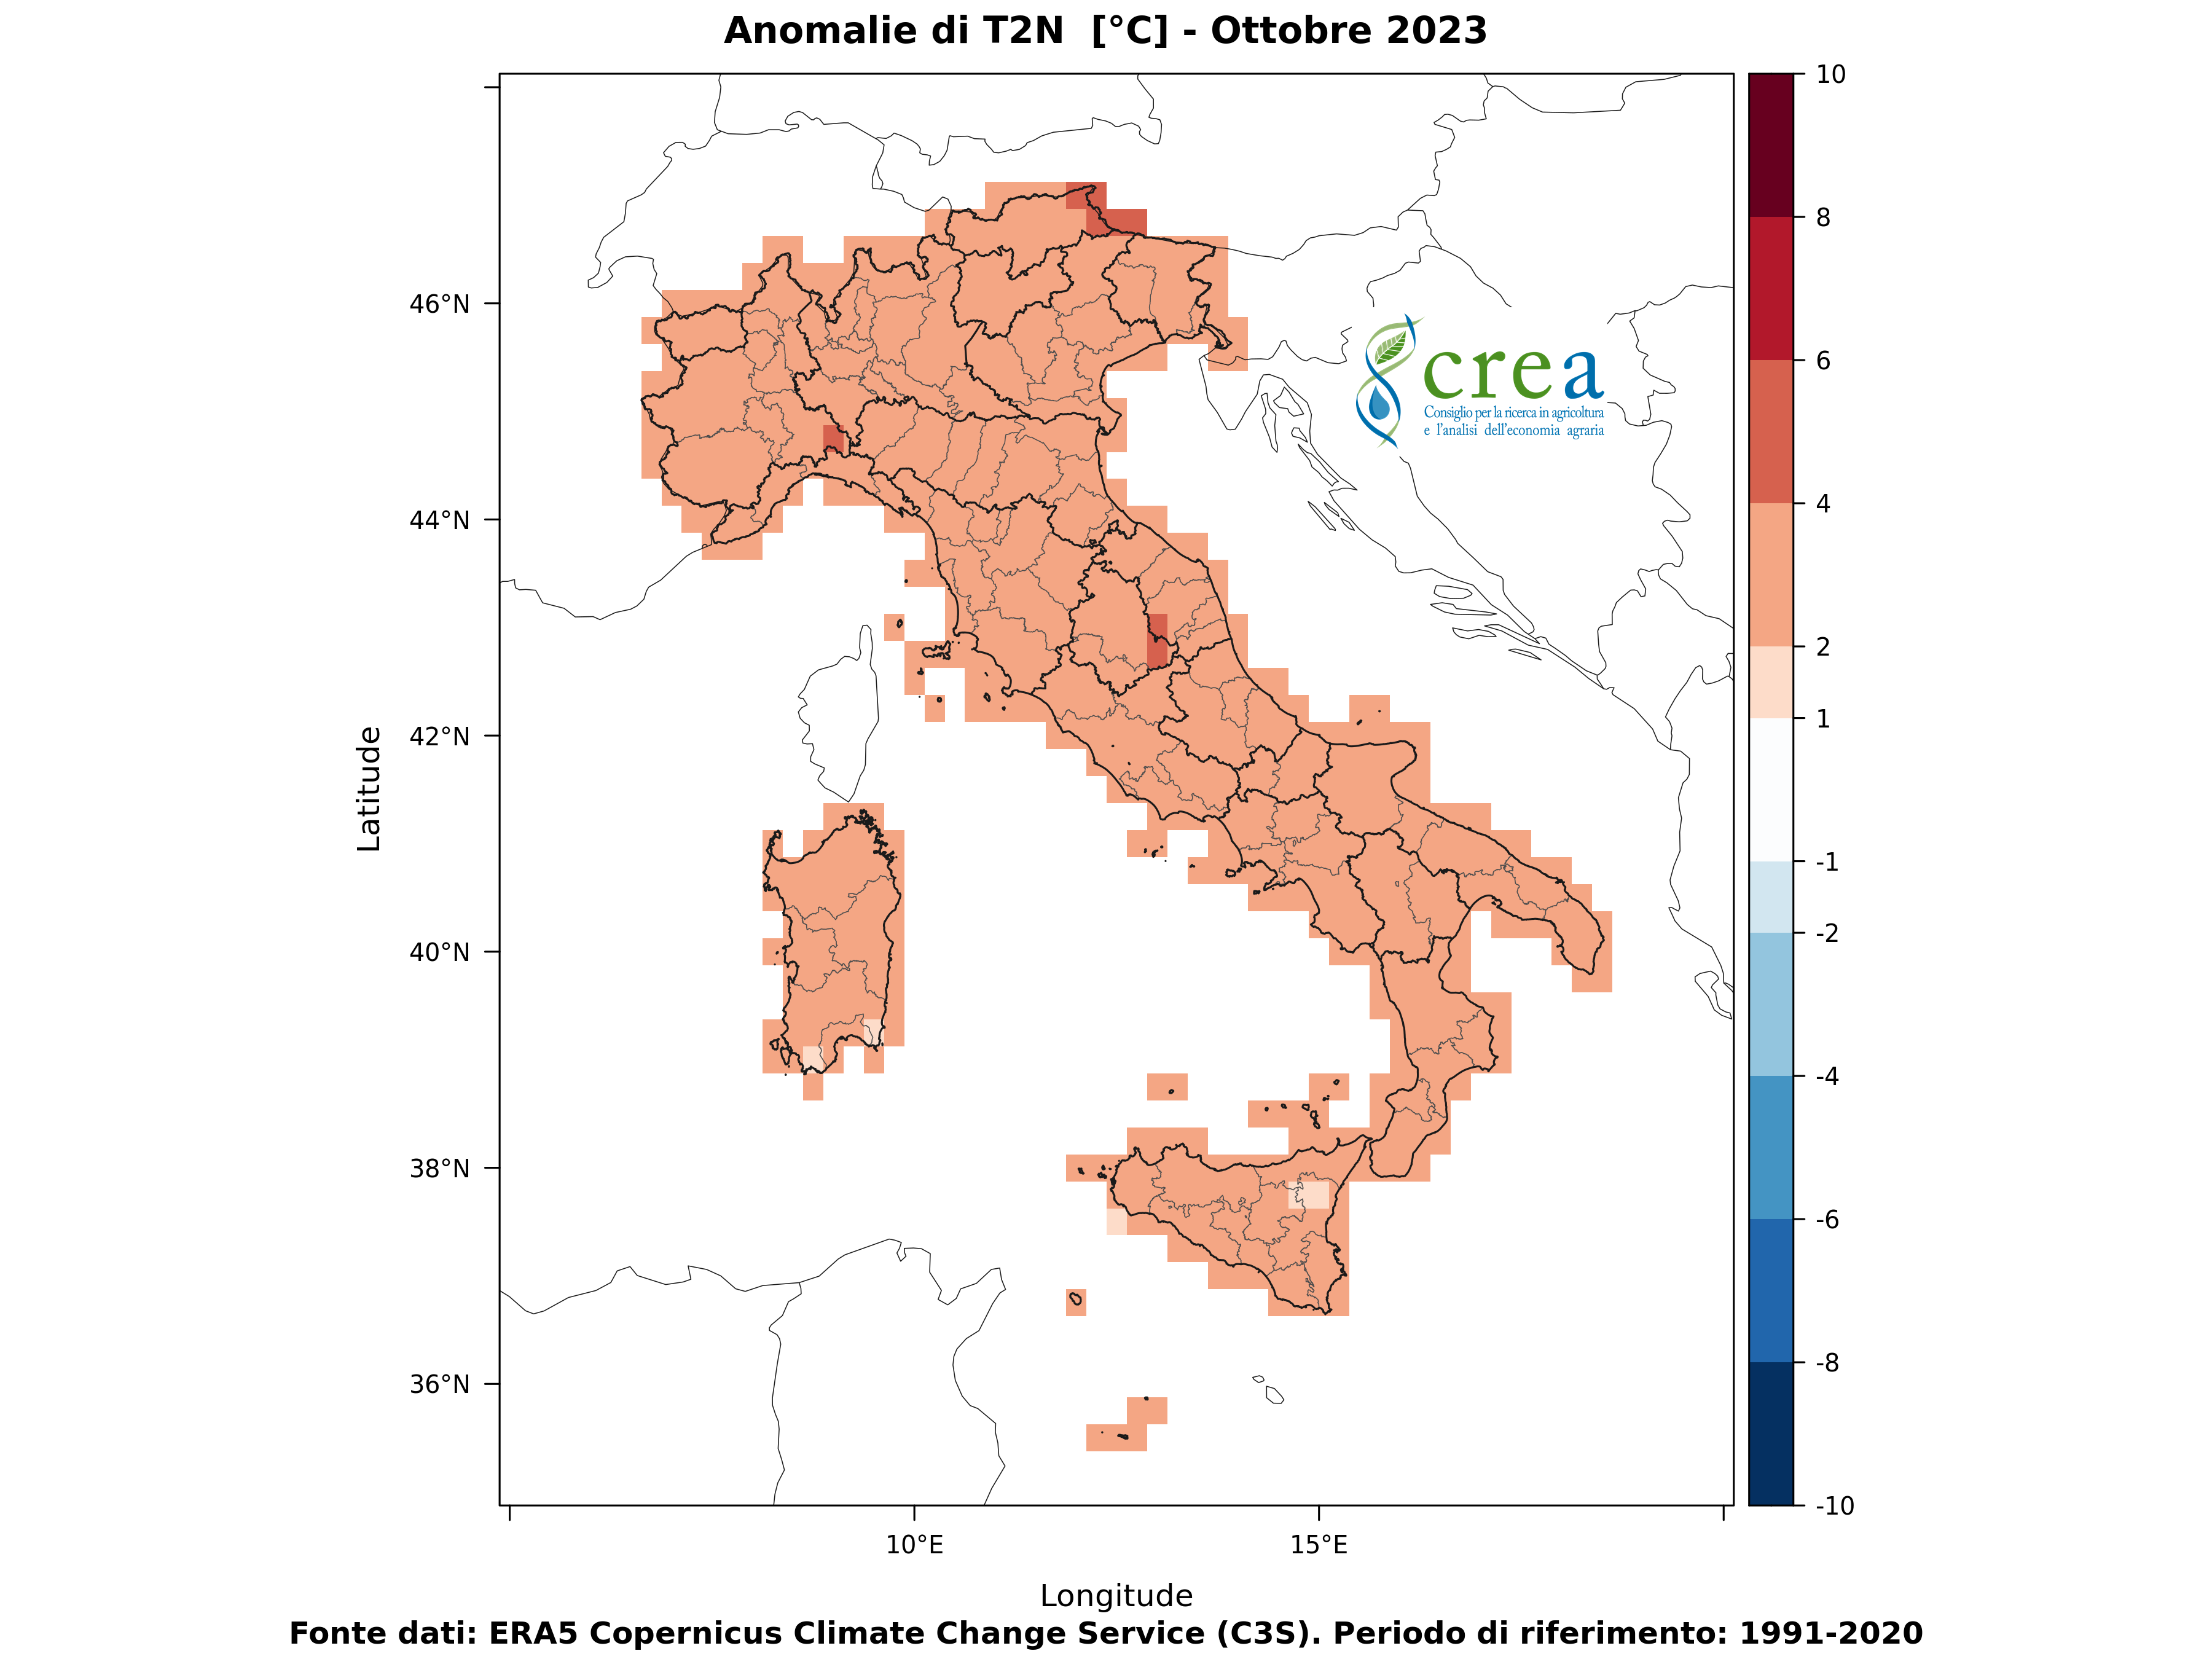 Anomalie di T2N [°C] - Ottobre 2023
10
8
6
4
2
1
-1
-2
-4
-6
-8
-10
46°N
44°N
42°N
40°N
38°N
36°N
Latitude
crea
Consiglio per la ricerca in agricoltura
e l'analisi dell'economia agraria
10°E
15°E
Longitude
Fonte dati: ERA5 Copernicus Climate Change Service (C3S). Periodo di riferimento: 1991-2020